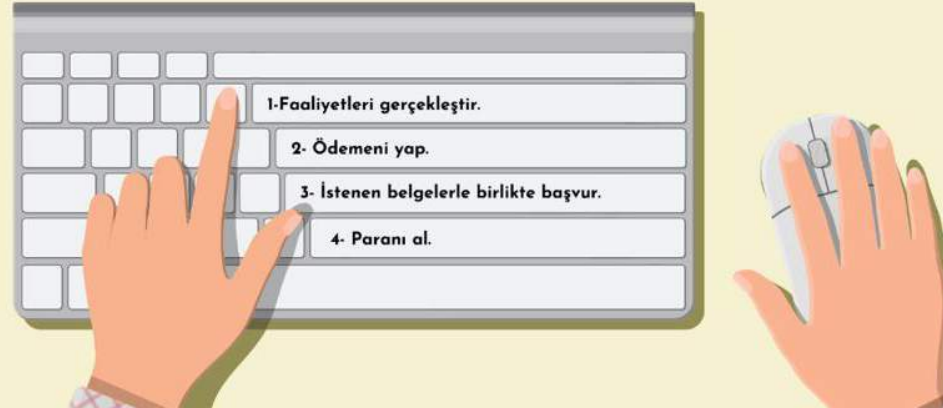 1-Faaliyetleri gerçekleştir.
2- Ödemeni yap.
3- İstenen belgelerle birlikte başvur.
4- Paranı al.